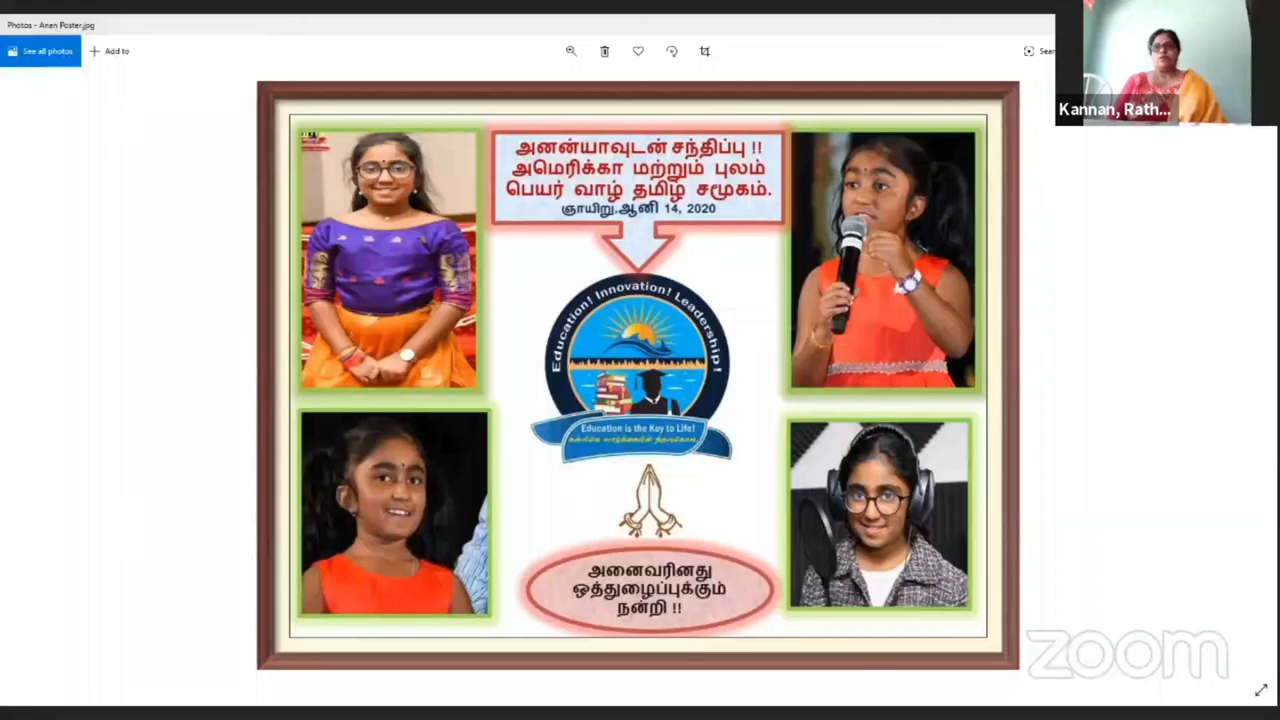 Photos - Anan Poster.jpg
See all photos
Add to
Kannan, Rath...
அனன்யாவுடன் சந்திப்பு !!
அமெரிக்கா மற்றும் புலம்
பெயர் வாழ் தமிழ் சமூகம்.
ஞாயிறு,ஆனி 14, 2020
Education! Innovation! Leadership!
Education is the Key to Life!
அனைவரினது
ஒத்துழைப்புக்கும்
நன்றி !!
zoom